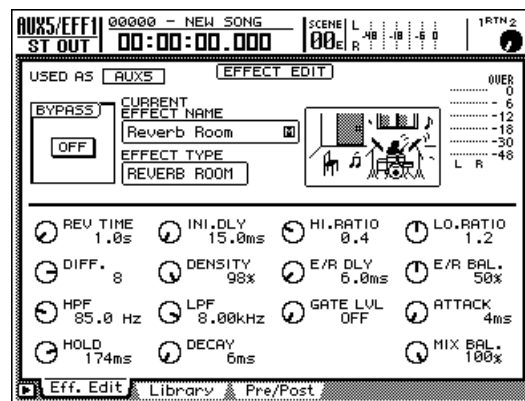 AUX5/EFF1 00000 - NEW SONG SCENE L -48 -18 -6 0 1RTN2
ST OUT 00:00:00.000 00E R
USED AS AUX5 EFFECT EDIT OVER
0
BYPASS CURRENT - 6
EFFECT NAME -12
Reverb Room M -18
OFF -30
EFFECT TYPE -48
REVERB ROOM L R
REV TIME INI.DLY HI.RATIO LO.RATIO
1.0s 15.0ms 0.4 1.2
DIFF. DENSITY E/R DLY E/R BAL.
8 98% 6.0ms 50%
HPF LPF GATE LVL ATTACK
85.0 Hz 8.00kHz OFF 4ms
HOLD DECAY MIX BAL.
174ms 6ms 100%
Eff. Edit Library Pre/Post